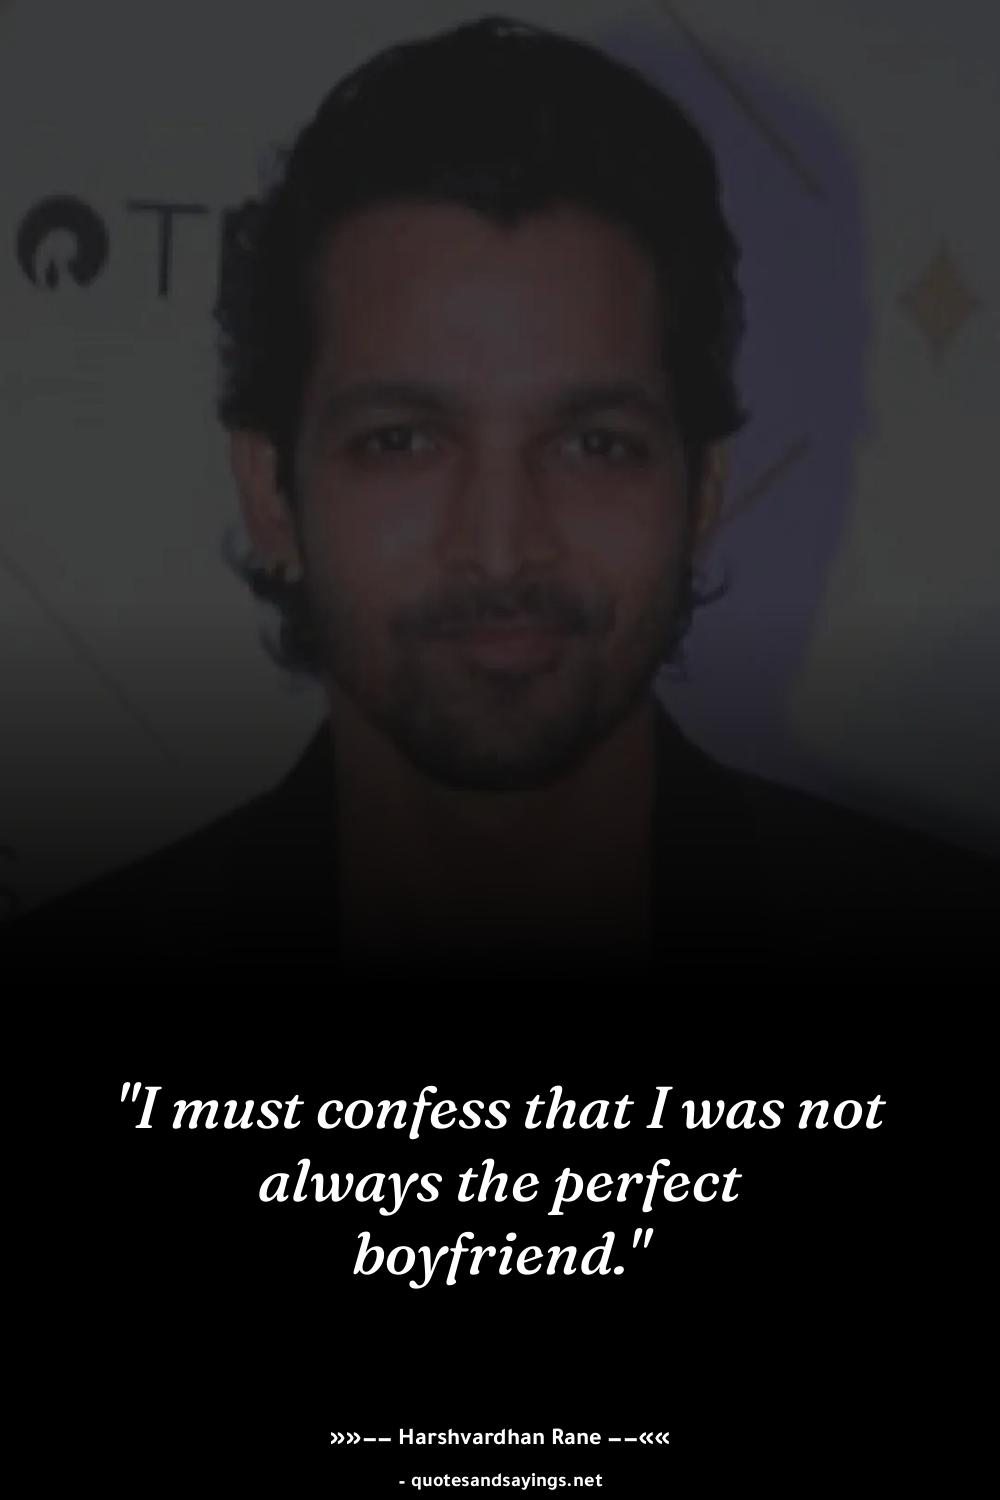 T
"I must confess that I was not
always the perfect
boyfriend."
»»–– Harshvardhan Rane ––««
- quotesandsayings.net